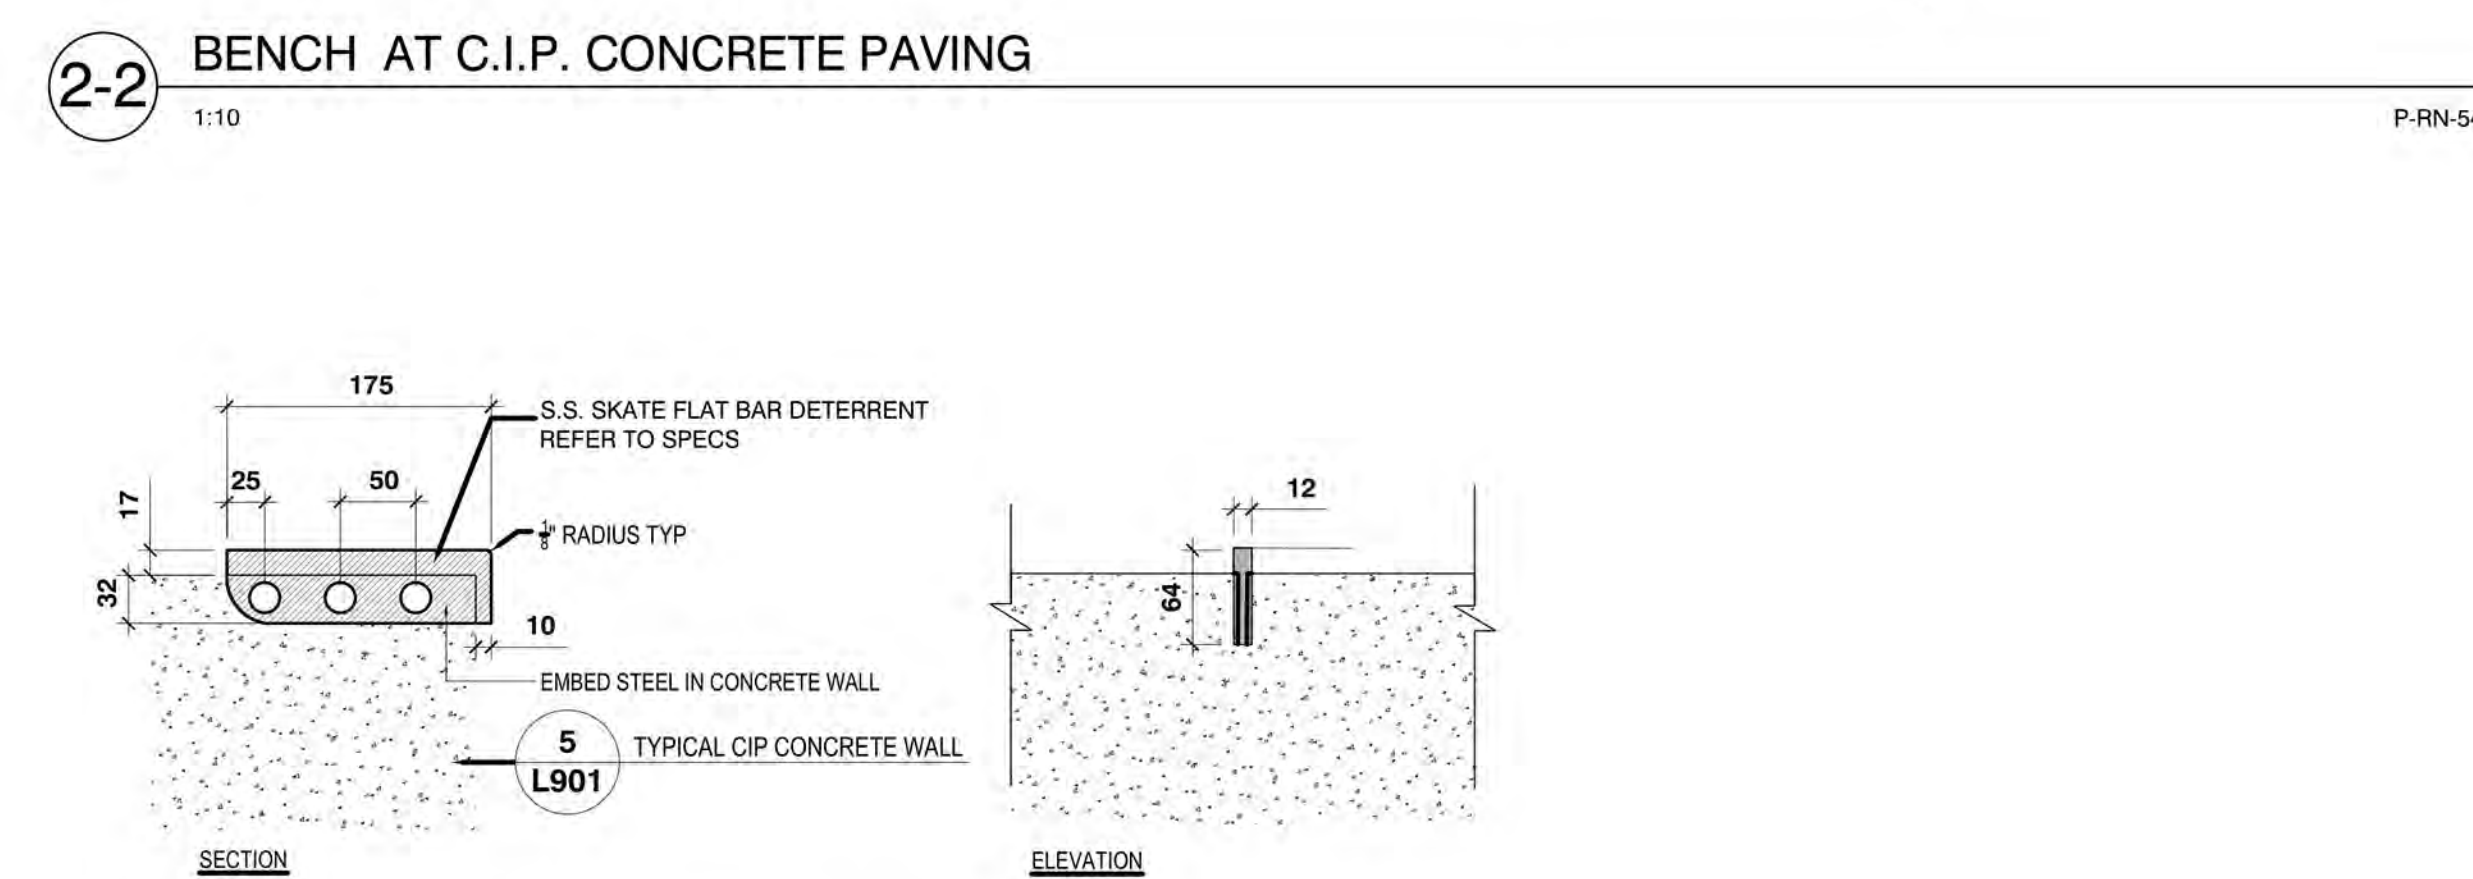 2-2
BENCH AT C.I.P. CONCRETE PAVING
1:10
P-RN-54
175
S.S. SKATE FLAT BAR DETERRENT
REFER TO SPECS
25
50
17
1/8" RADIUS TYP
32
10
EMBED STEEL IN CONCRETE WALL
5
L901
TYPICAL CIP CONCRETE WALL
SECTION
12
64
ELEVATION